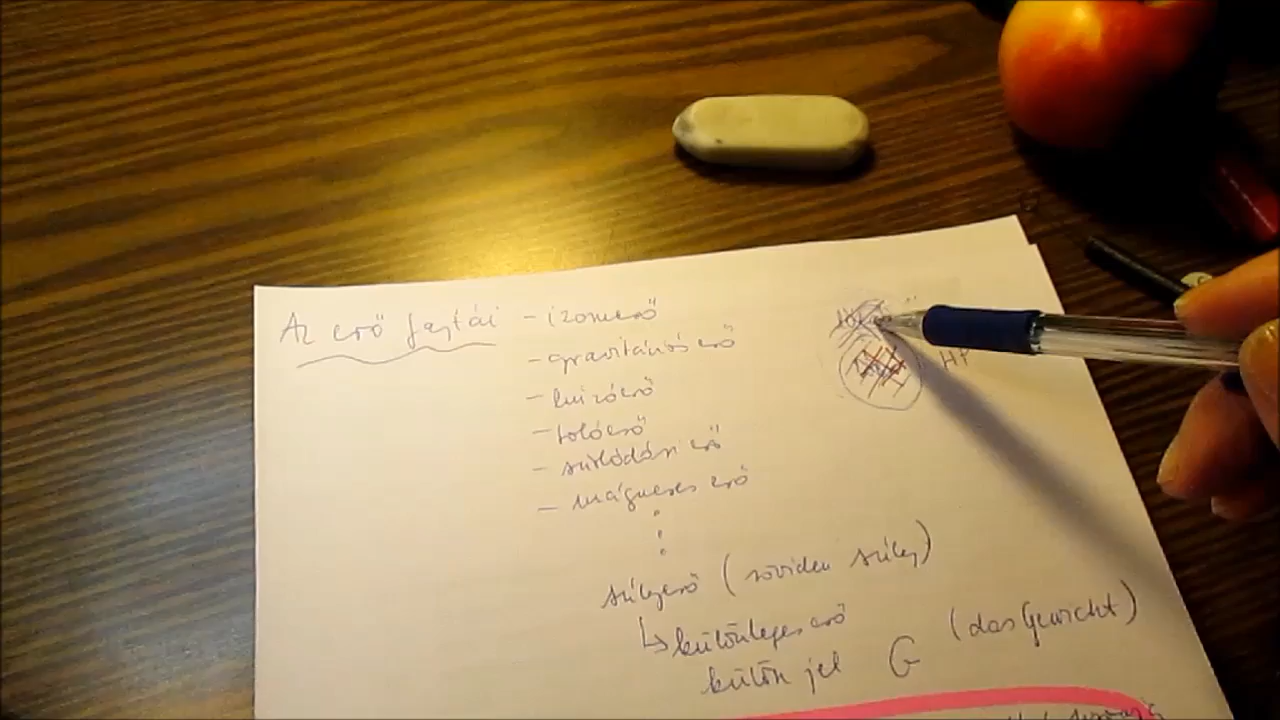 Az erő fajtái - izomerő
- gravitációs erő
- húzóerő
- tolóerő
- súrlódási erő
- mágneses erő
súlyerő (röviden súly)
↳ különleges erő
külön jel G (das Gewicht)